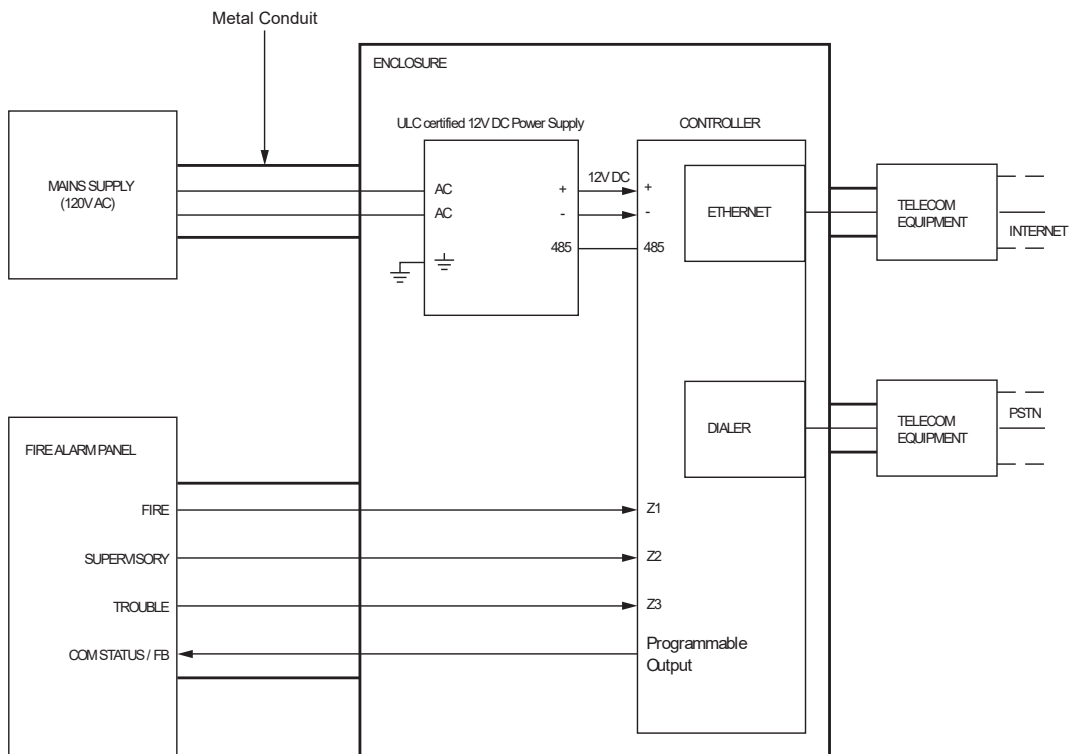 Metal Conduit
ENCLOSURE
ULC certified 12V DC Power Supply
CONTROLLER
MAINS SUPPLY
(120V AC)
AC
AC
+
-
485
12V DC
+
-
485
ETHERNET
TELECOM
EQUIPMENT
INTERNET
DIALER
TELECOM
EQUIPMENT
PSTN
FIRE ALARM PANEL
FIRE
Z1
SUPERVISORY
Z2
TROUBLE
Z3
COM STATUS / FB
Programmable
Output